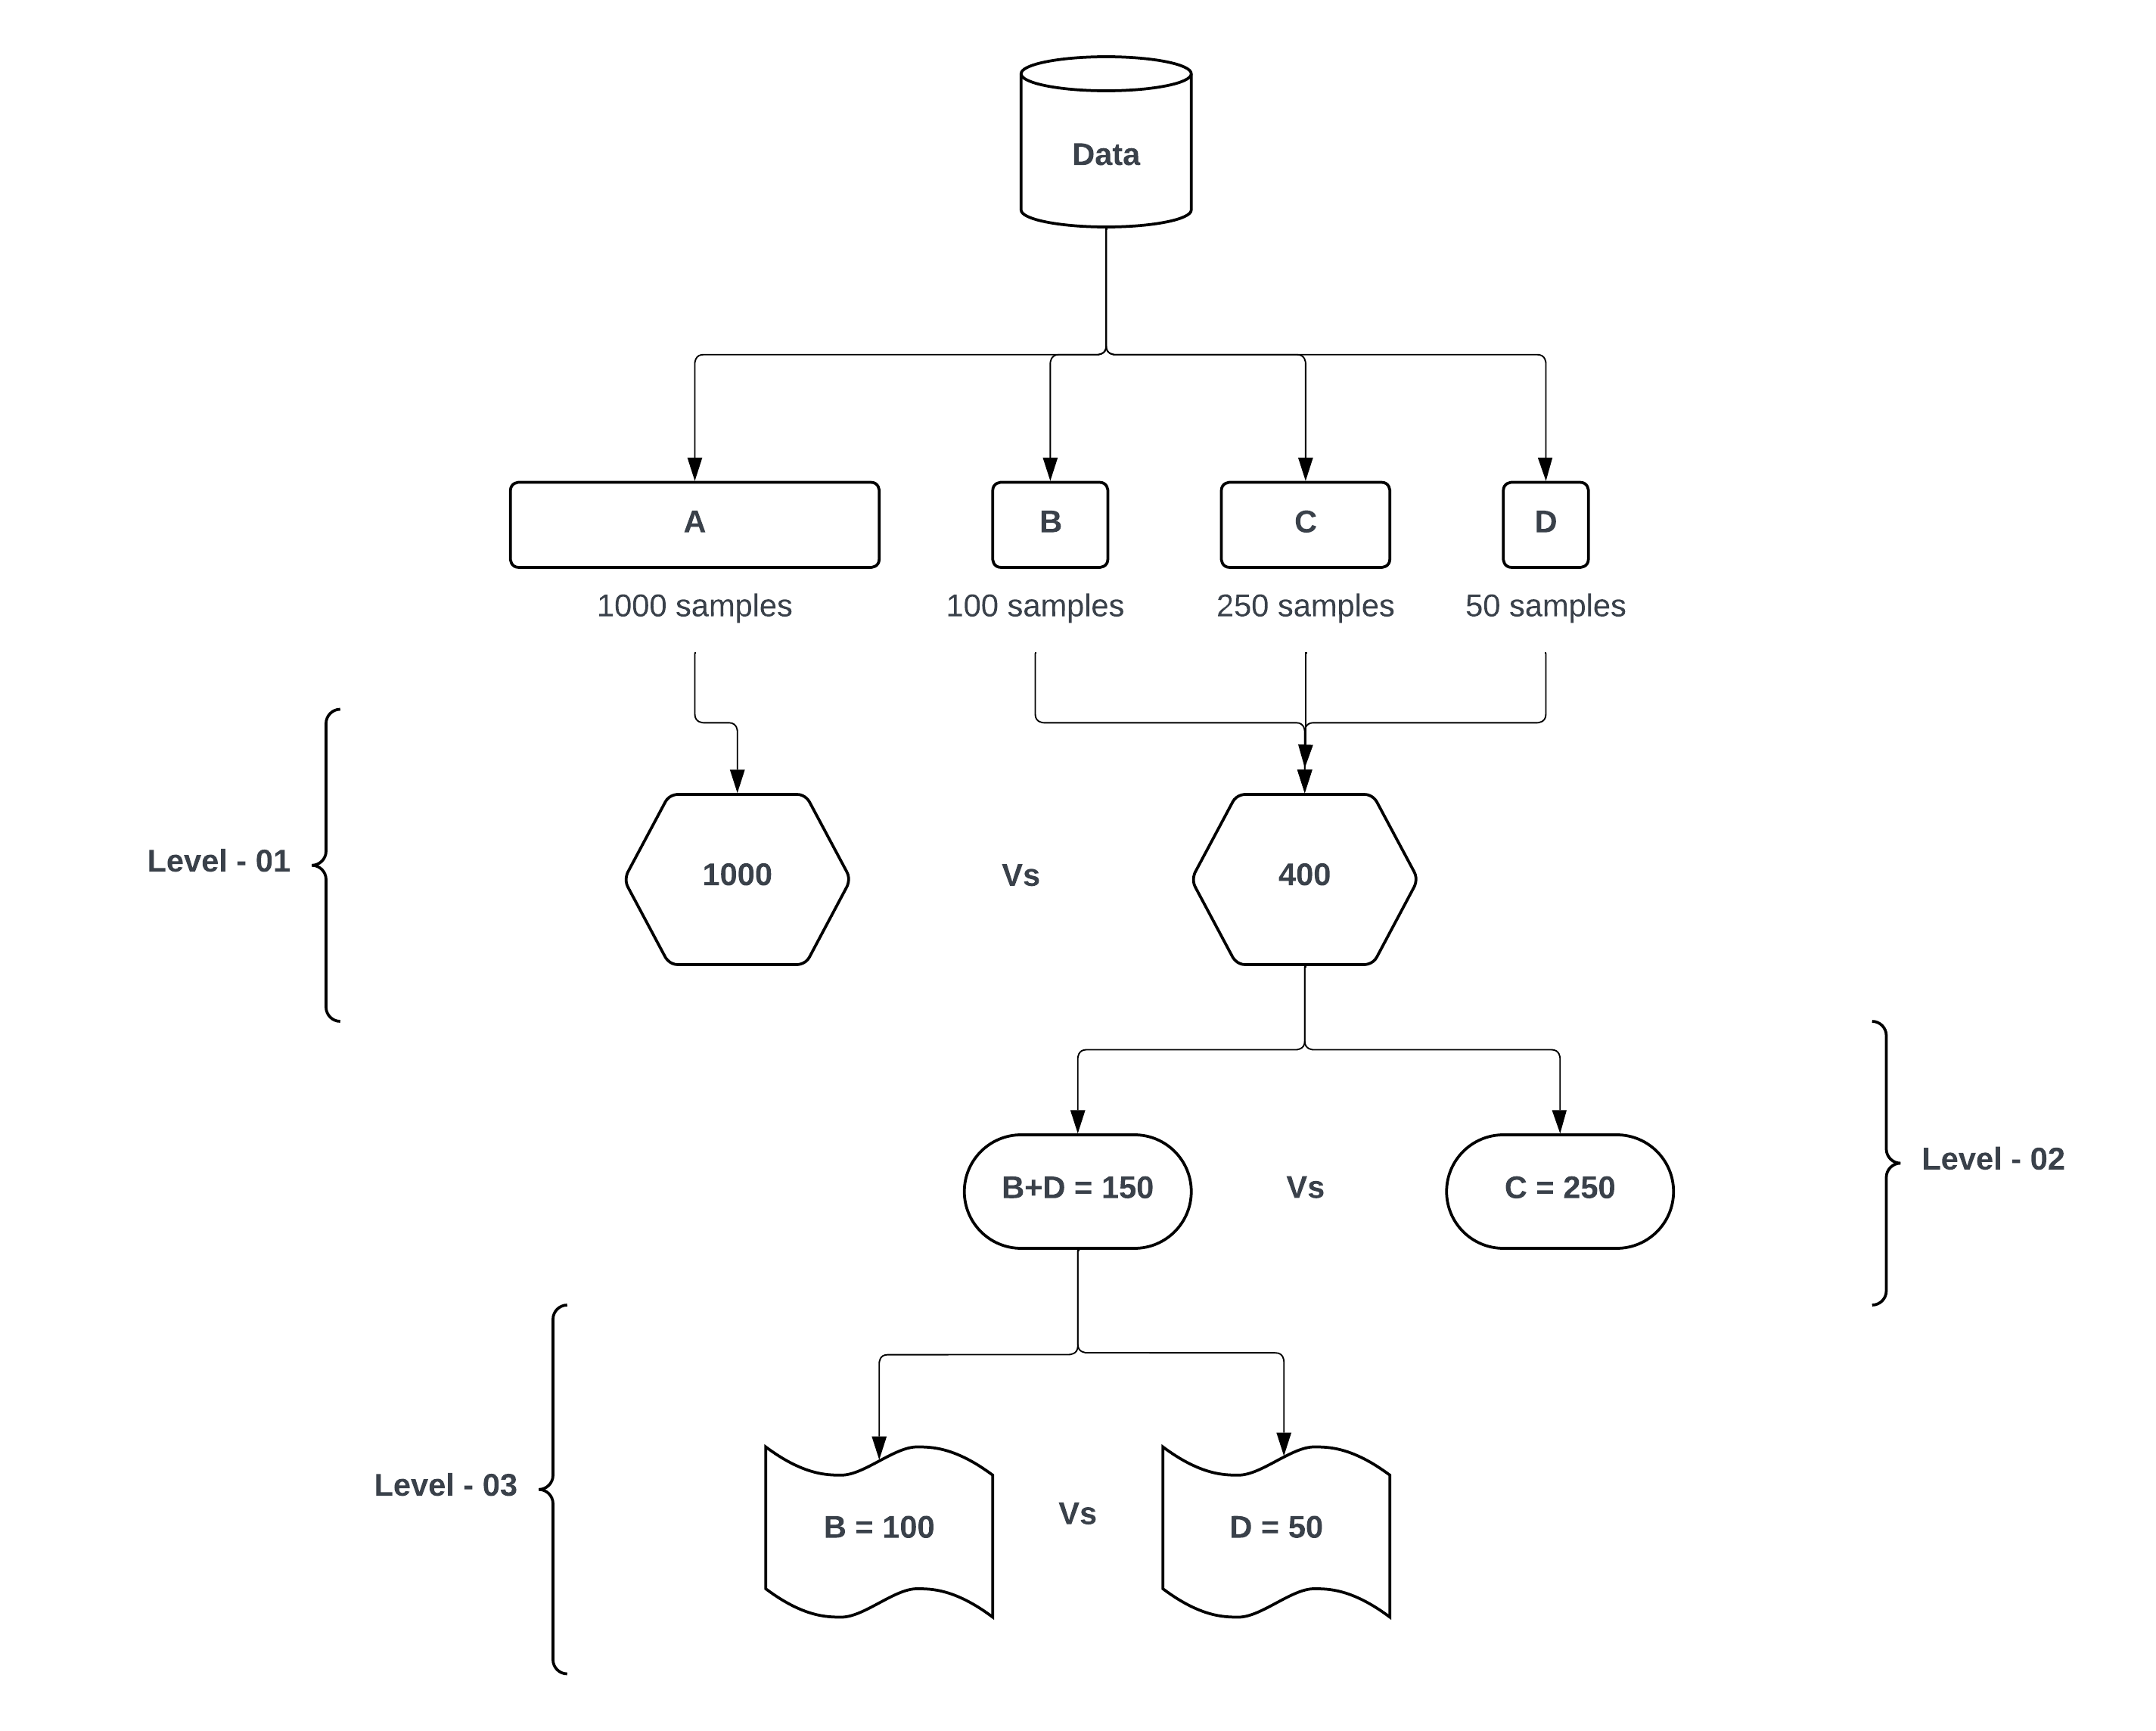 Data
A
B
C
D
1000 samples
100 samples
250 samples
50 samples
Level - 01
1000
Vs
400
B+D = 150
Vs
C = 250
Level - 02
Level - 03
B = 100
Vs
D = 50